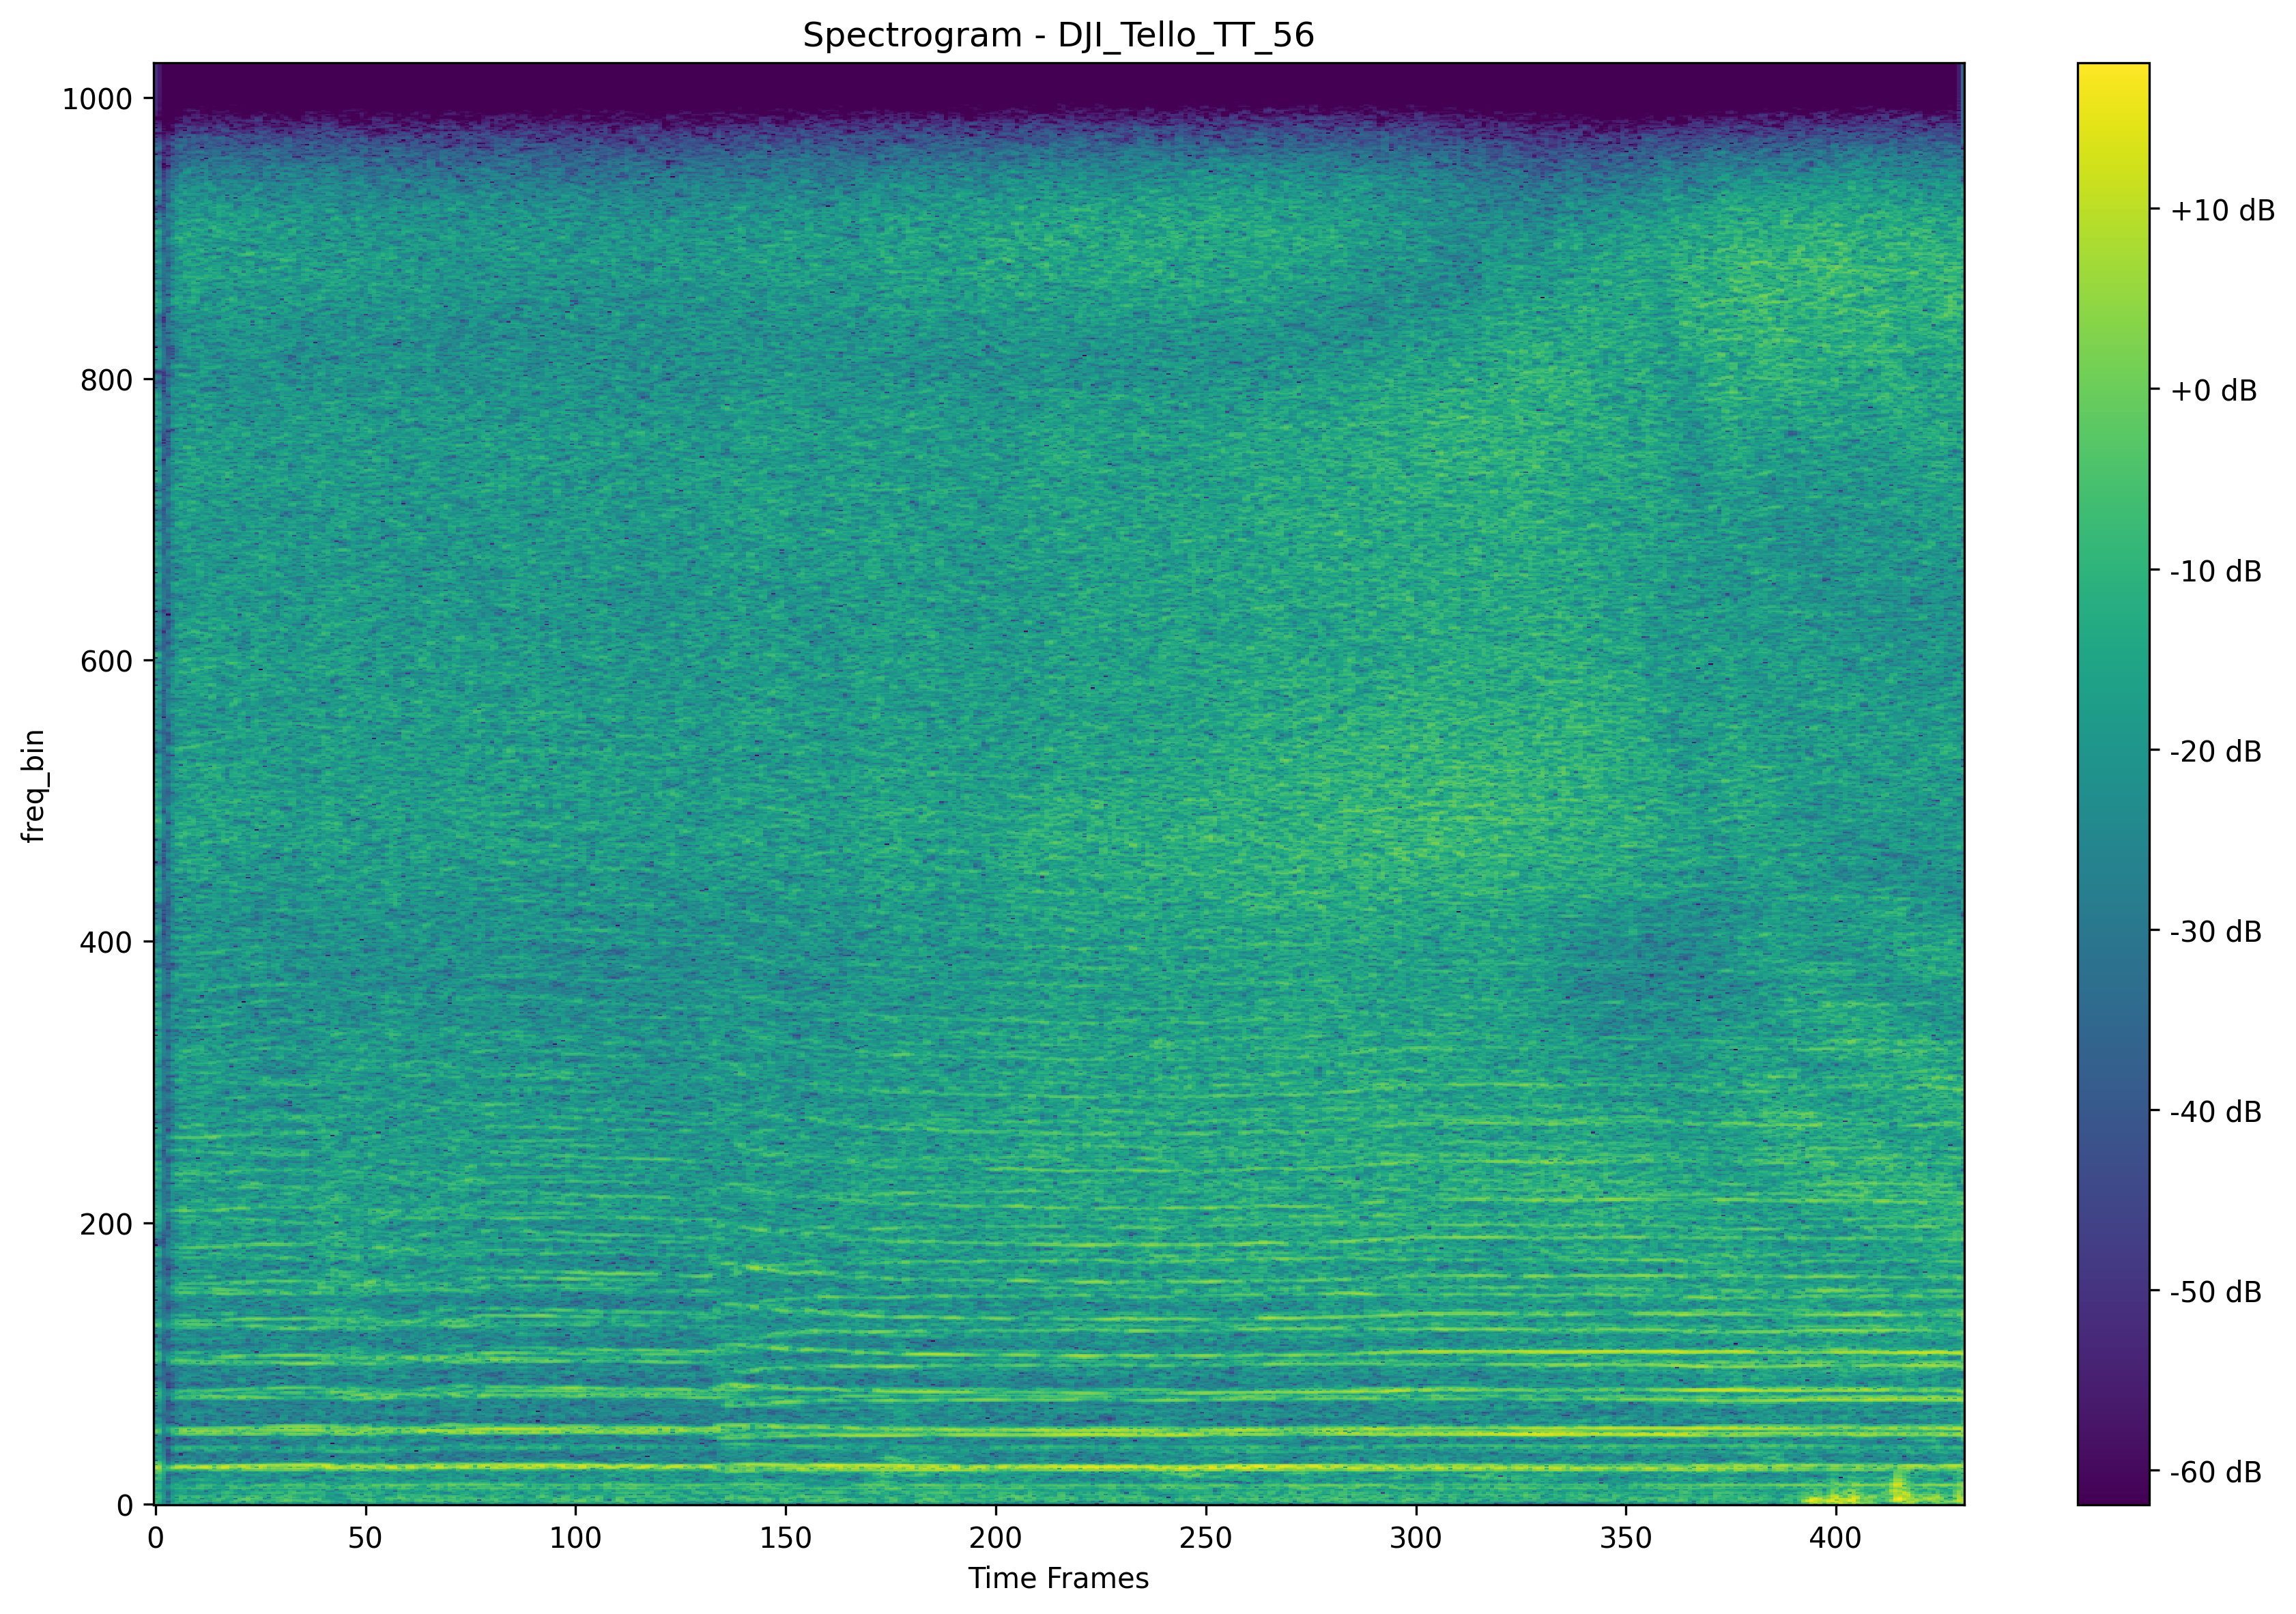 Spectrogram - DJI_Tello_TT_56
1000
800
600
400
200
0
freq_bin
0 50 100 150 200 250 300 350 400
Time Frames
+10 dB
+0 dB
-10 dB
-20 dB
-30 dB
-40 dB
-50 dB
-60 dB